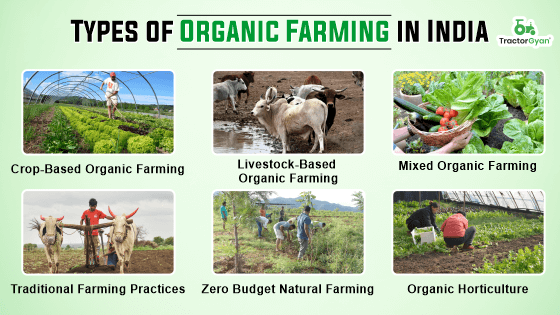 Types of Organic Farming in India
TractorGyan
Crop-Based Organic Farming
Livestock-Based
Organic Farming
Mixed Organic Farming
Traditional Farming Practices
Zero Budget Natural Farming
Organic Horticulture